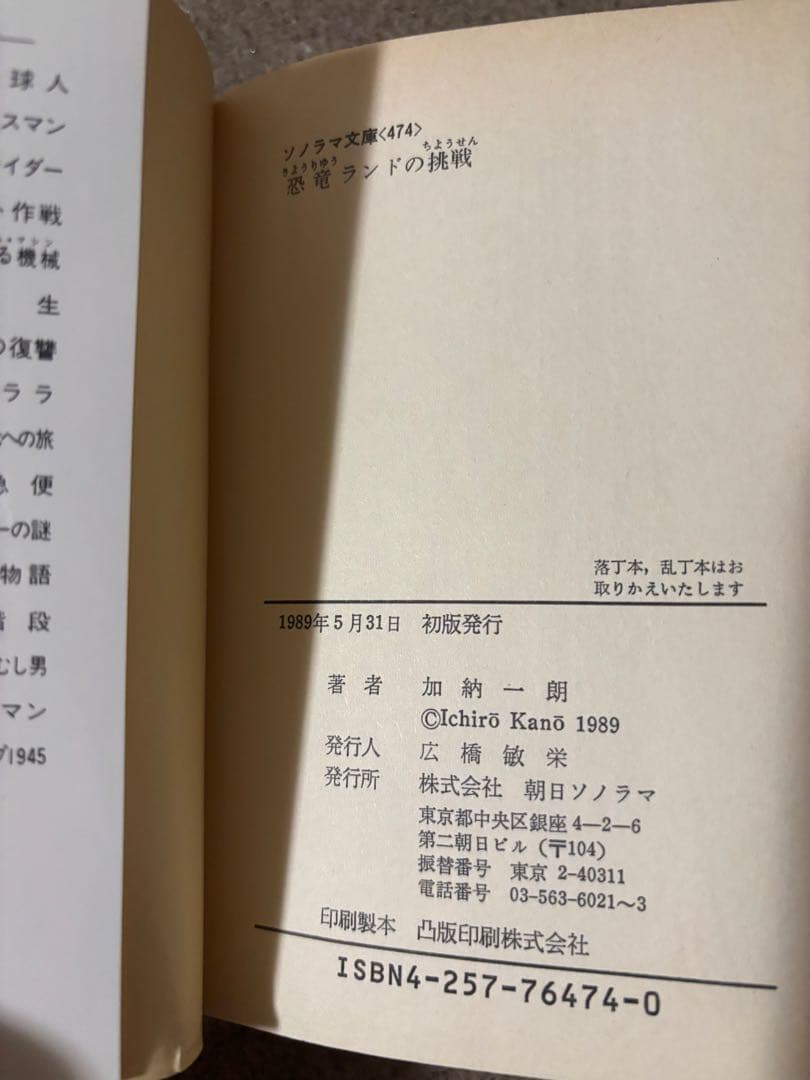 球人
スマン
イダー
作戦
る機械
生
の復讐
ララ
への旅
急便
ーの謎
物語
階段
むし男
マン
1945
ソノラマ文庫〈474〉
きようりゆう ちようせん
恐竜ランドの挑戦
落丁本，乱丁本はお
取りかえいたします
1989年5月31日 初版発行
著者 加納一朗
©Ichirō Kanō 1989
発行人 広橋敏栄
発行所 株式会社 朝日ソノラマ
東京都中央区銀座4―2―6
第二朝日ビル（〒104）
振替番号 東京 2-40311
電話番号 03-563-6021〜3
印刷製本 凸版印刷株式会社
ISBN4-257-76474-0